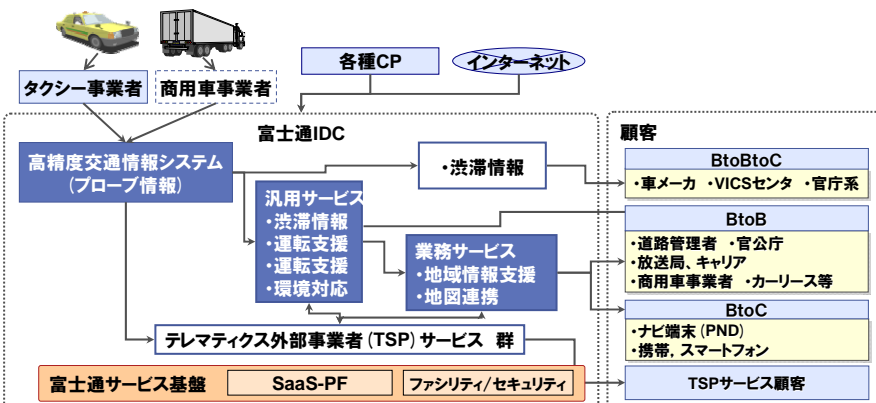 各種CP
インターネット
タクシー事業者
商用車事業者
富士通IDC
顧客
高精度交通情報システム
(プローブ情報)
・渋滞情報
BtoBtoC
・車メーカ ・VICSセンタ ・官庁系
汎用サービス
・渋滞情報
・運転支援
・運転支援
・環境対応
業務サービス
・地域情報支援
・地図連携
BtoB
・道路管理者 ・官公庁
・放送局、キャリア
・商用車事業者 ・カーリース等
BtoC
・ナビ端末(PND)
・携帯，スマートフォン
テレマティクス外部事業者(TSP)サービス 群
富士通サービス基盤
SaaS-PF
ファシリティ/セキュリティ
TSPサービス顧客